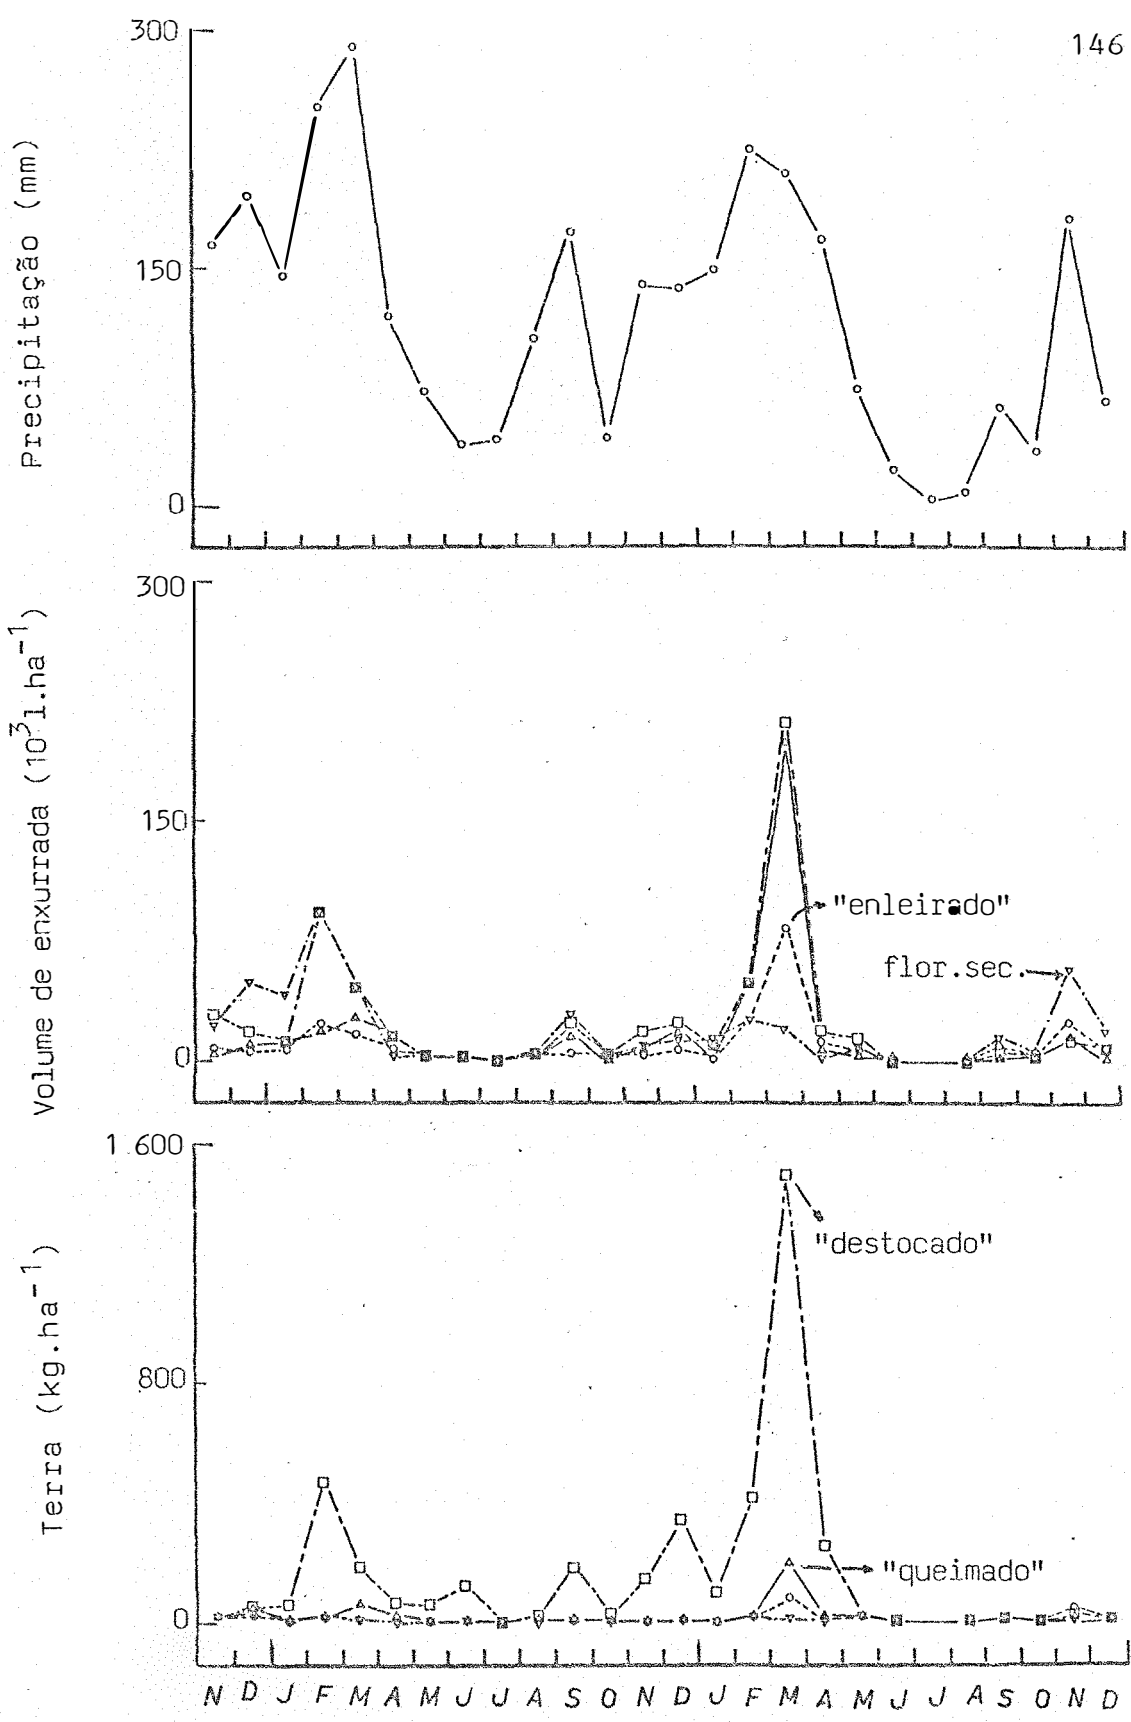 146
300
150
0
Precipitação (mm)
300
150
0
Volume de enxurrada (10³l.ha⁻¹)
"enleirado"
flor.sec.
1 600
800
0
Terra (kg.ha⁻¹)
"destocado"
"queimado"
N D J F M A M J J A S O N D J F M A M J J A S O N D